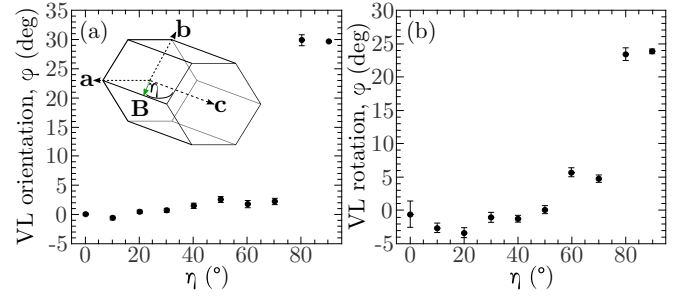 (a)
VL orientation, φ (deg)
35
30
25
20
15
10
5
0
-5
a
b
c
B
η
0 20 40 60 80
η (°)
(b)
VL rotation, φ (deg)
30
25
20
15
10
5
0
-5
0 20 40 60 80
η (°)